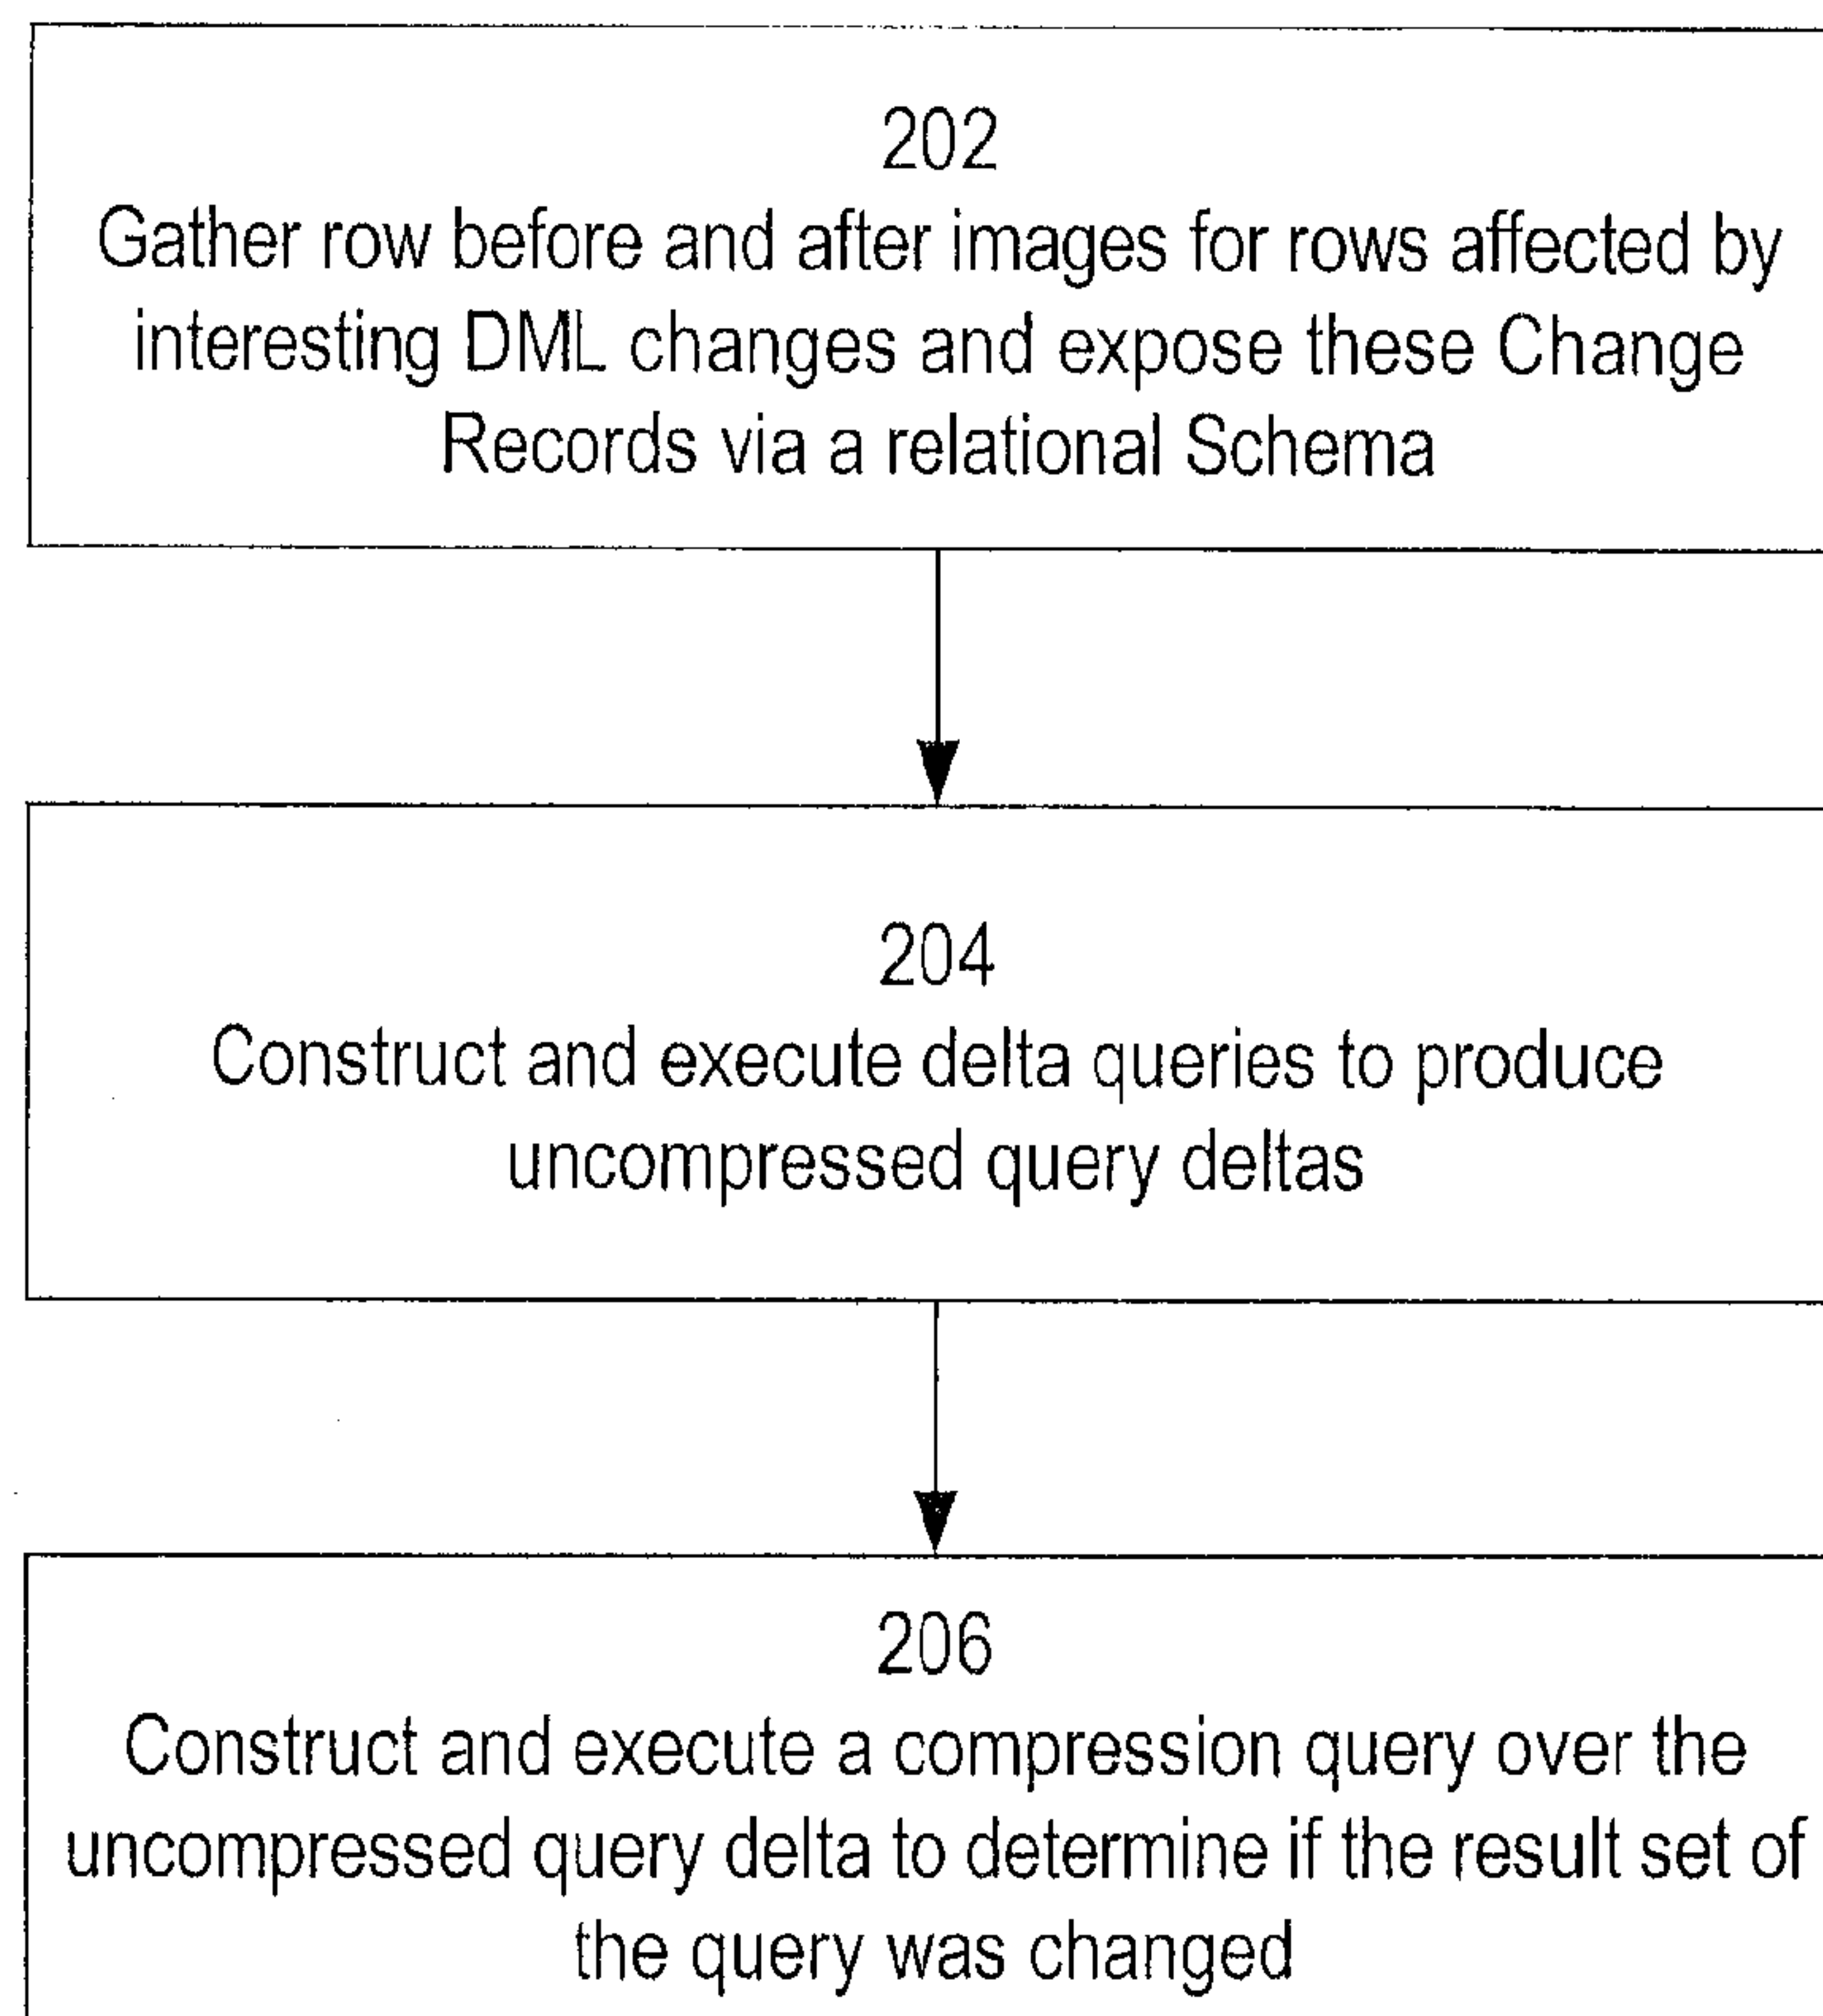 202
Gather row before and after images for rows affected by
interesting DML changes and expose these Change
Records via a relational Schema
204
Construct and execute delta queries to produce
uncompressed query deltas
206
Construct and execute a compression query over the
uncompressed query delta to determine if the result set of
the query was changed